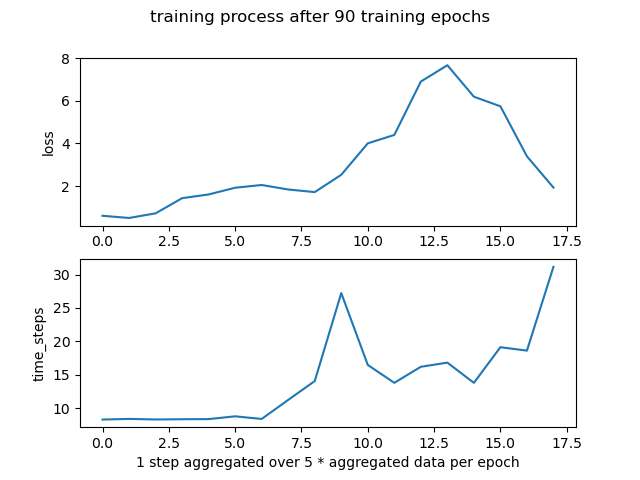 training process after 90 training epochs
8
6
4
2
loss
0.0 2.5 5.0 7.5 10.0 12.5 15.0 17.5
30
25
20
15
10
time_steps
0.0 2.5 5.0 7.5 10.0 12.5 15.0 17.5
1 step aggregated over 5 * aggregated data per epoch